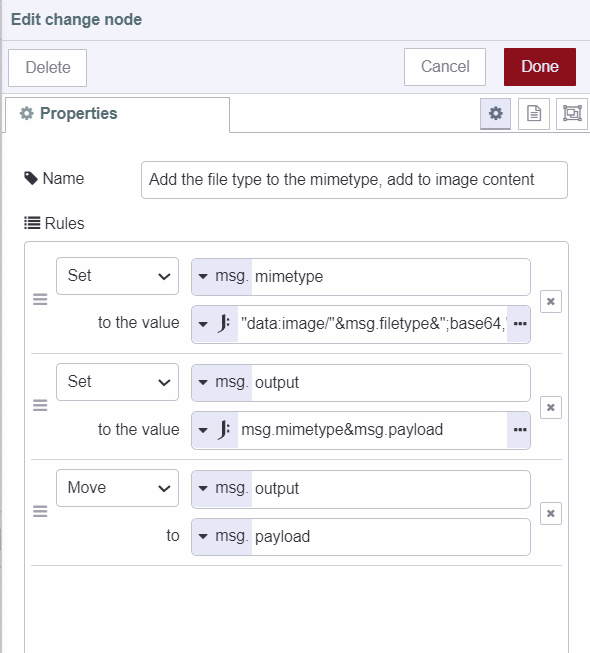 Edit change node
Delete
Cancel
Done
Properties
Name
Add the file type to the mimetype, add to image content
Rules
Set
msg. mimetype
to the value
"data:image/"&msg.filetype&";base64,"
Set
msg. output
to the value
msg.mimetype&msg.payload
Move
msg. output
to
msg. payload